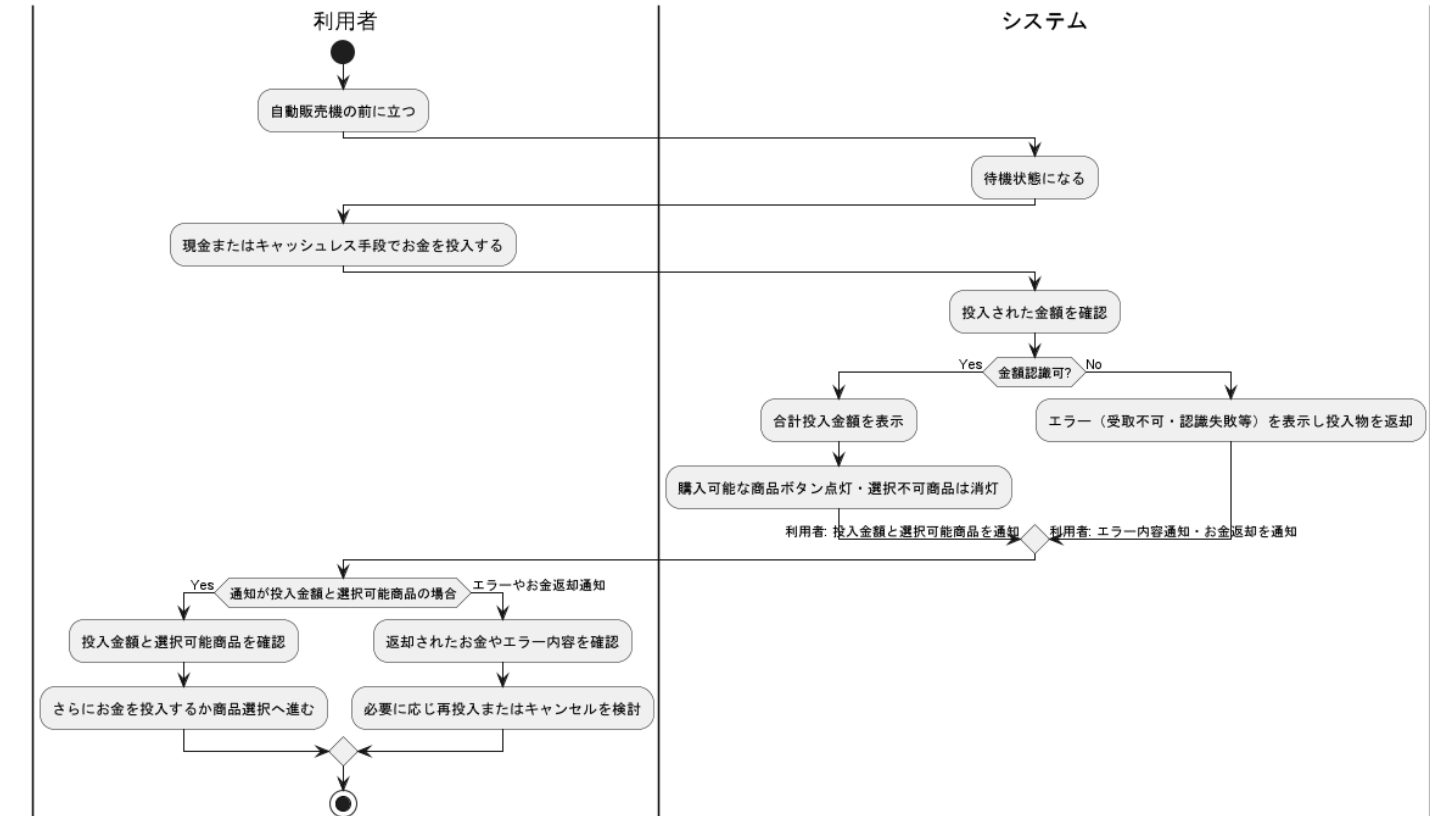 利用者
システム
自動販売機の前に立つ
待機状態になる
現金またはキャッシュレス手段でお金を投入する
投入された金額を確認
Yes
金額認識可?
No
合計投入金額を表示
エラー（受取不可・認識失敗等）を表示し投入物を返却
購入可能な商品ボタン点灯・選択不可商品は消灯
利用者: 投入金額と選択可能商品を通知
利用者: エラー内容通知・お金返却を通知
Yes
通知が投入金額と選択可能商品の場合
エラーやお金返却通知
投入金額と選択可能商品を確認
返却されたお金やエラー内容を確認
さらにお金を投入するか商品選択へ進む
必要に応じ再投入またはキャンセルを検討